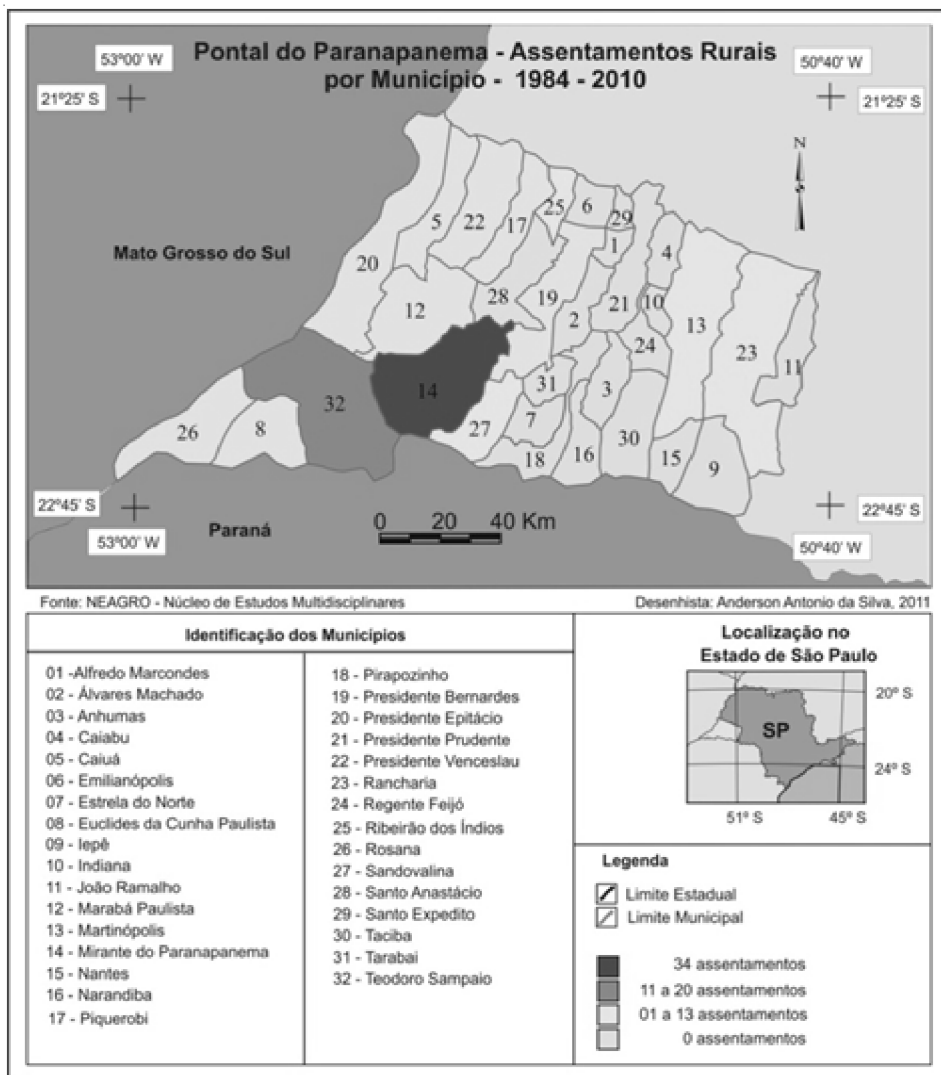 Pontal do Paranapanema - Assentamentos Rurais
por Município - 1984 - 2010
53º00' W
50º40' W
21º25' S
21º25' S
N
Mato Grosso do Sul
20
5
22
17
25
6
29
1
4
12
28
19
2
21
10
13
23
11
24
14
31
3
32
26
8
27
7
18
16
30
15
9
22º45' S
22º45' S
53º00' W
50º40' W
Paraná
0 20 40 Km
Fonte: NEAGRO - Núcleo de Estudos Multidisciplinares
Desenhista: Anderson Antonio da Silva, 2011
Identificação dos Municípios
01 -Alfredo Marcondes
02 - Álvares Machado
03 - Anhumas
04 - Caiabu
05 - Caiuá
06 - Emilianópolis
07 - Estrela do Norte
08 - Euclides da Cunha Paulista
09 - Iepê
10 - Indiana
11 - João Ramalho
12 - Marabá Paulista
13 - Martinópolis
14 - Mirante do Paranapanema
15 - Nantes
16 - Narandiba
17 - Piquerobi
18 - Pirapozinho
19 - Presidente Bernardes
20 - Presidente Epitácio
21 - Presidente Prudente
22 - Presidente Venceslau
23 - Rancharia
24 - Regente Feijó
25 - Ribeirão dos Índios
26 - Rosana
27 - Sandovalina
28 - Santo Anastácio
29 - Santo Expedito
30 - Taciba
31 - Tarabai
32 - Teodoro Sampaio
Localização no
Estado de São Paulo
SP
20º S
24º S
51º S
45º S
Legenda
Limite Estadual
Limite Municipal
34 assentamentos
11 a 20 assentamentos
01 a 13 assentamentos
0 assentamentos